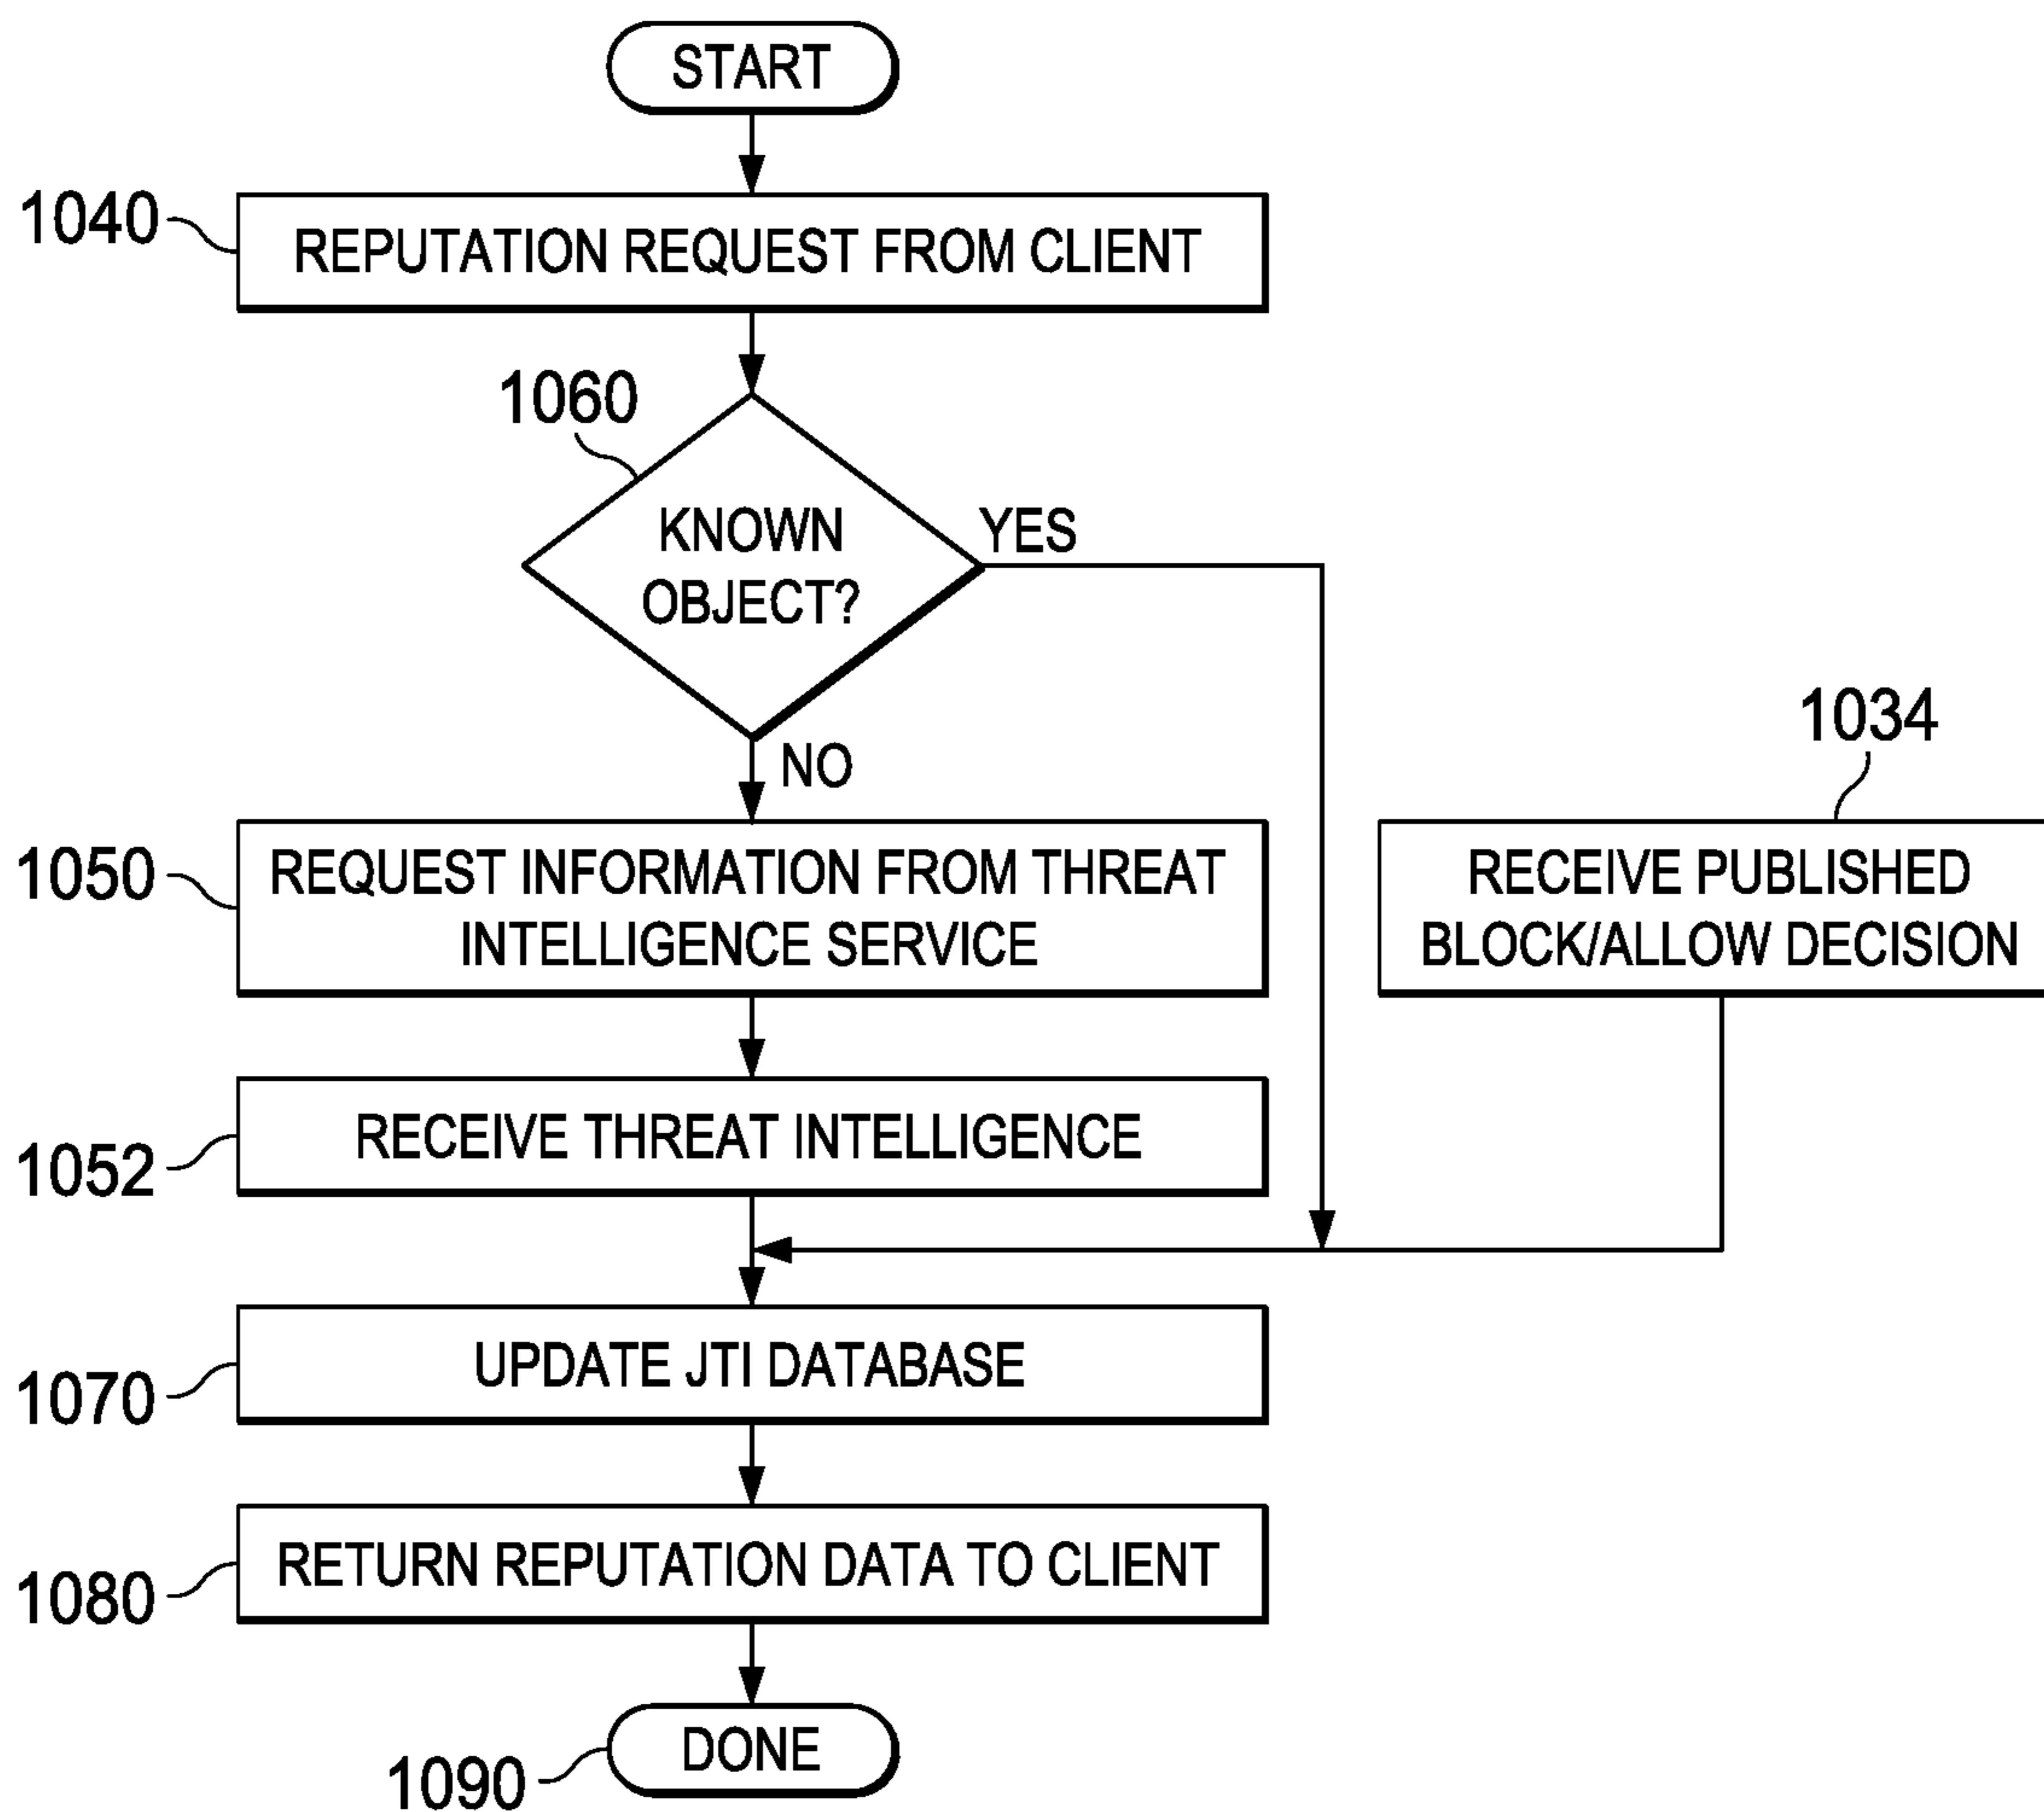 START
1040
REPUTATION REQUEST FROM CLIENT
1060
KNOWN
OBJECT?
YES
NO
1034
1050
REQUEST INFORMATION FROM THREAT
INTELLIGENCE SERVICE
RECEIVE PUBLISHED
BLOCK/ALLOW DECISION
1052
RECEIVE THREAT INTELLIGENCE
1070
UPDATE JTI DATABASE
1080
RETURN REPUTATION DATA TO CLIENT
1090
DONE